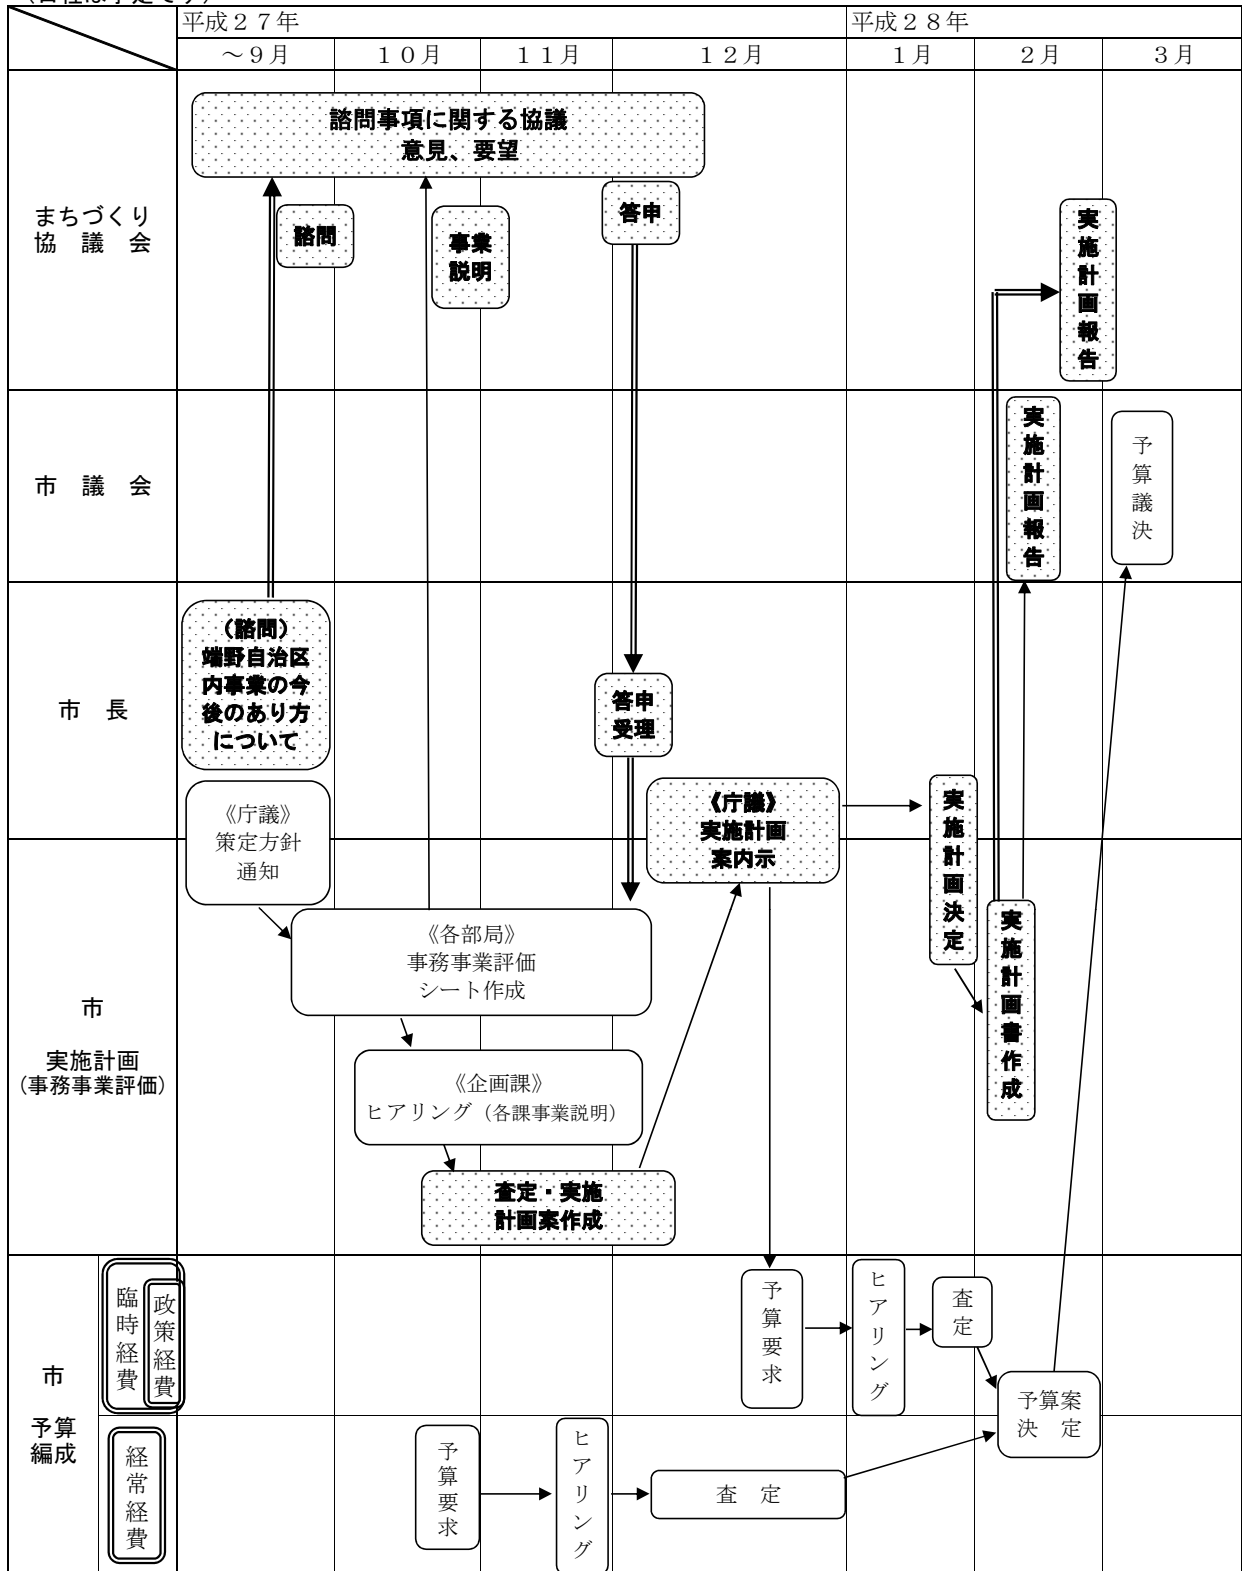 (日程は予定です)
平成２７年
平成２８年
～９月
１０月
１１月
１２月
１月
２月
３月
まちづくり
協　議　会
諮問事項に関する協議
意見、要望
諮問
事業
説明
答申
実施計画報告
市　議　会
実施計画報告
予算議決
市　長
（諮問）
端野自治区
内事業の今
後のあり方
について
答申
受理
《庁議》
策定方針
通知
《庁議》
実施計画
案内示
実施計画決定
市
実施計画
(事務事業評価)
《各部局》
事務事業評価
シート作成
《企画課》
ヒアリング（各課事業説明）
査定・実施
計画案作成
実施計画書作成
市
予算
編成
臨時経費
政策経費
予算要求
ヒアリング
査定
予算案
決　定
経常経費
予算要求
ヒアリング
査　定